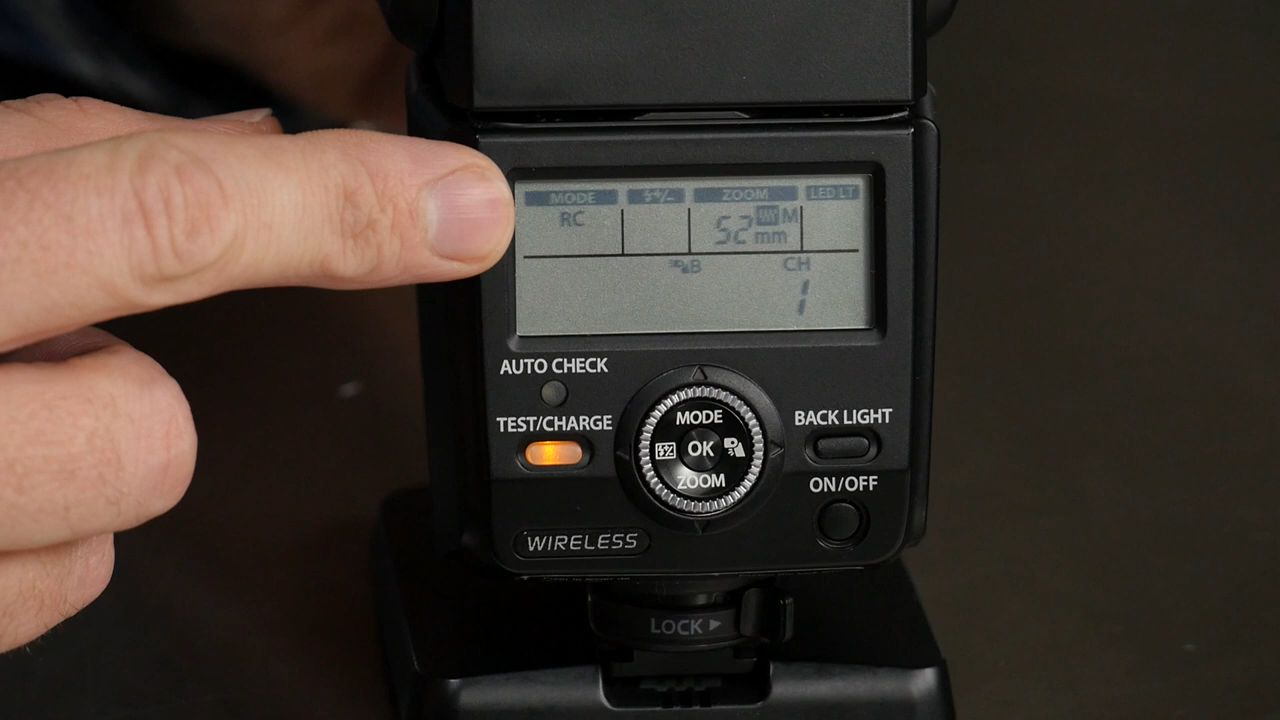 MODE ZOOM LED LT
RC 52 mm M
B CH
1
AUTO CHECK
TEST/CHARGE
MODE
OK
ZOOM
BACK LIGHT
ON/OFF
WIRELESS
LOCK